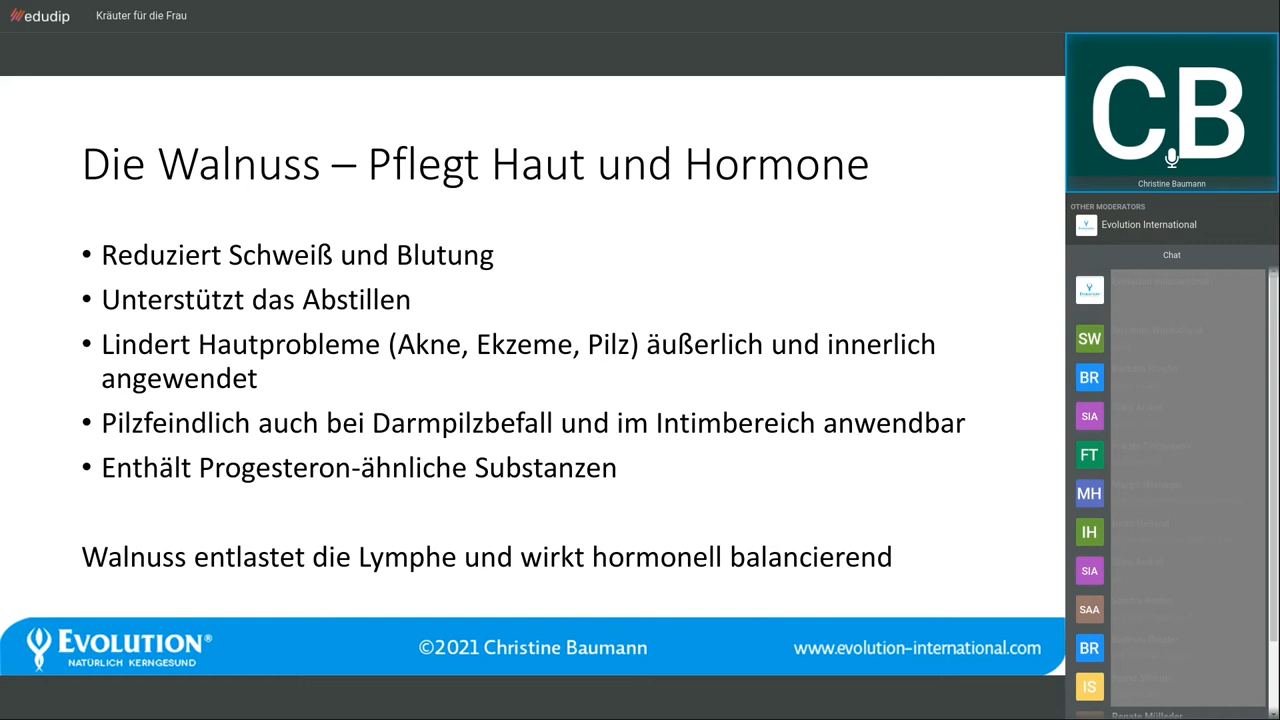 edudip
Kräuter für die Frau
Die Walnuss – Pflegt Haut und Hormone
• Reduziert Schweiß und Blutung
• Unterstützt das Abstillen
• Lindert Hautprobleme (Akne, Ekzeme, Pilz) äußerlich und innerlich
angewendet
• Pilzfeindlich auch bei Darmpilzbefall und im Intimbereich anwendbar
• Enthält Progesteron-ähnliche Substanzen
Walnuss entlastet die Lymphe und wirkt hormonell balancierend
EVOLUTION®
NATÜRLICH KERNGESUND
©2021 Christine Baumann
www.evolution-international.com
CB
Christine Baumann
OTHER MODERATORS
Evolution International
Chat
SW
BR
SIA
FT
MH
IH
SIA
SAA
BR
IS